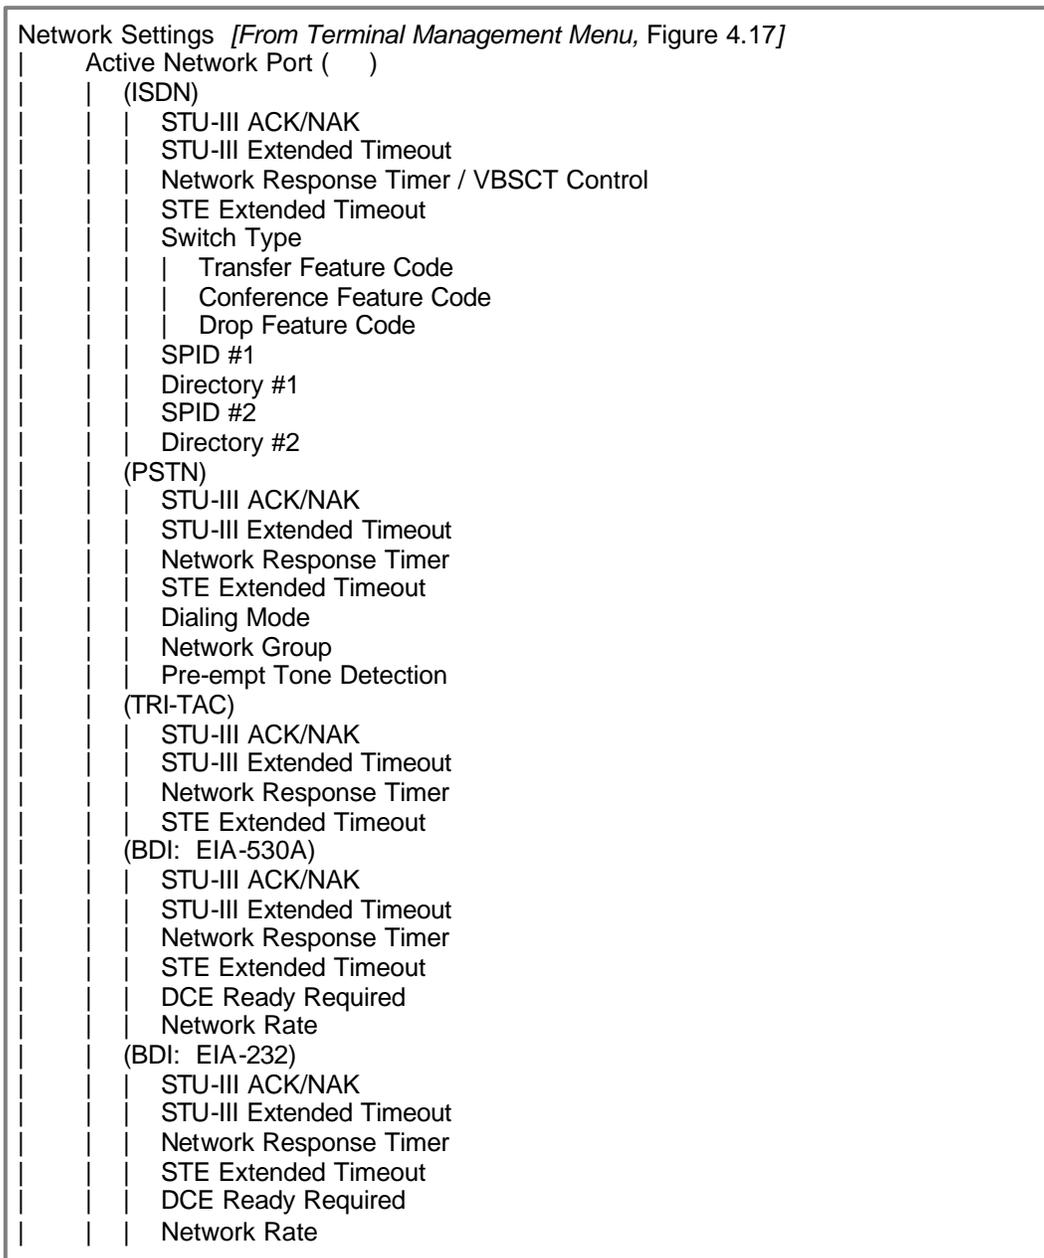 Network Settings [From Terminal Management Menu, Figure 4.17]
| Active Network Port ( )
| | (ISDN)
| | | STU-III ACK/NAK
| | | STU-III Extended Timeout
| | | Network Response Timer / VBSCT Control
| | | STE Extended Timeout
| | | Switch Type
| | | | Transfer Feature Code
| | | | Conference Feature Code
| | | | Drop Feature Code
| | | SPID #1
| | | Directory #1
| | | SPID #2
| | | Directory #2
| | (PSTN)
| | | STU-III ACK/NAK
| | | STU-III Extended Timeout
| | | Network Response Timer
| | | STE Extended Timeout
| | | Dialing Mode
| | | Network Group
| | | Pre-empt Tone Detection
| | (TRI-TAC)
| | | STU-III ACK/NAK
| | | STU-III Extended Timeout
| | | Network Response Timer
| | | STE Extended Timeout
| | (BDI: EIA-530A)
| | | STU-III ACK/NAK
| | | STU-III Extended Timeout
| | | Network Response Timer
| | | STE Extended Timeout
| | | DCE Ready Required
| | | Network Rate
| | (BDI: EIA-232)
| | | STU-III ACK/NAK
| | | STU-III Extended Timeout
| | | Network Response Timer
| | | STE Extended Timeout
| | | DCE Ready Required
| | | Network Rate